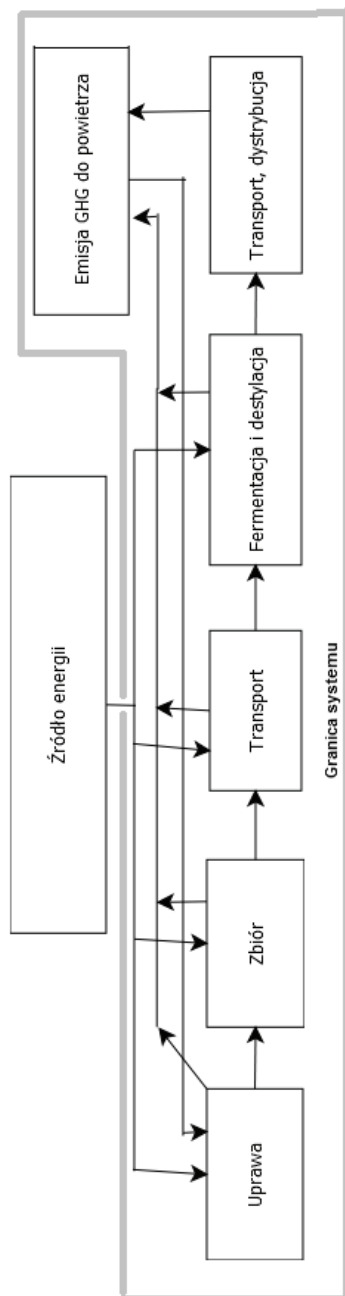 Źródło energii
Emisja GHG do powietrza
Uprawa
Zbiór
Transport
Fermentacja i destylacja
Transport, dystrybucja
Granica systemu